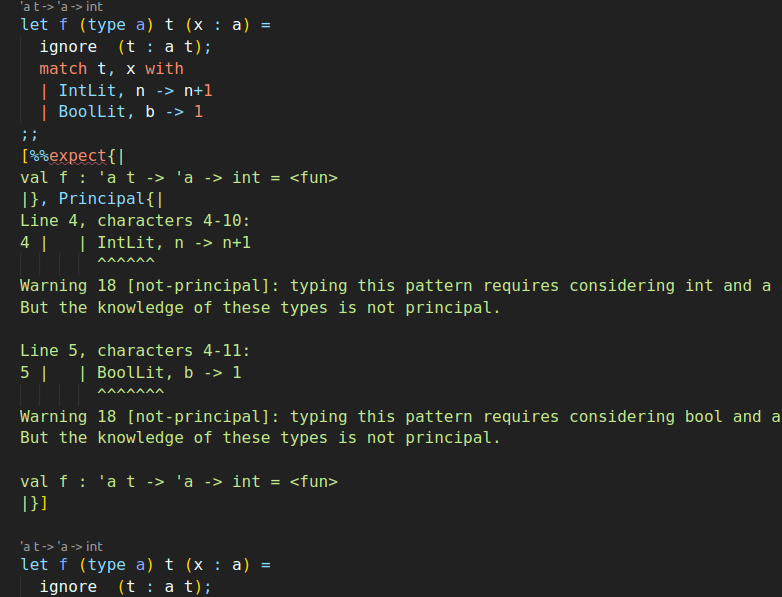 'a t -> 'a -> int
let f (type a) t (x : a) =
  ignore  (t : a t);
  match t, x with
  | IntLit, n -> n+1
  | BoolLit, b -> 1
;;
[%%expect{|
val f : 'a t -> 'a -> int = <fun>
|}, Principal{|
Line 4, characters 4-10:
4 |   | IntLit, n -> n+1
        ^^^^^^
Warning 18 [not-principal]: typing this pattern requires considering int and a
But the knowledge of these types is not principal.

Line 5, characters 4-11:
5 |   | BoolLit, b -> 1
        ^^^^^^^
Warning 18 [not-principal]: typing this pattern requires considering bool and a
But the knowledge of these types is not principal.

val f : 'a t -> 'a -> int = <fun>
|}]

'a t -> 'a -> int
let f (type a) t (x : a) =
  ignore  (t : a t);